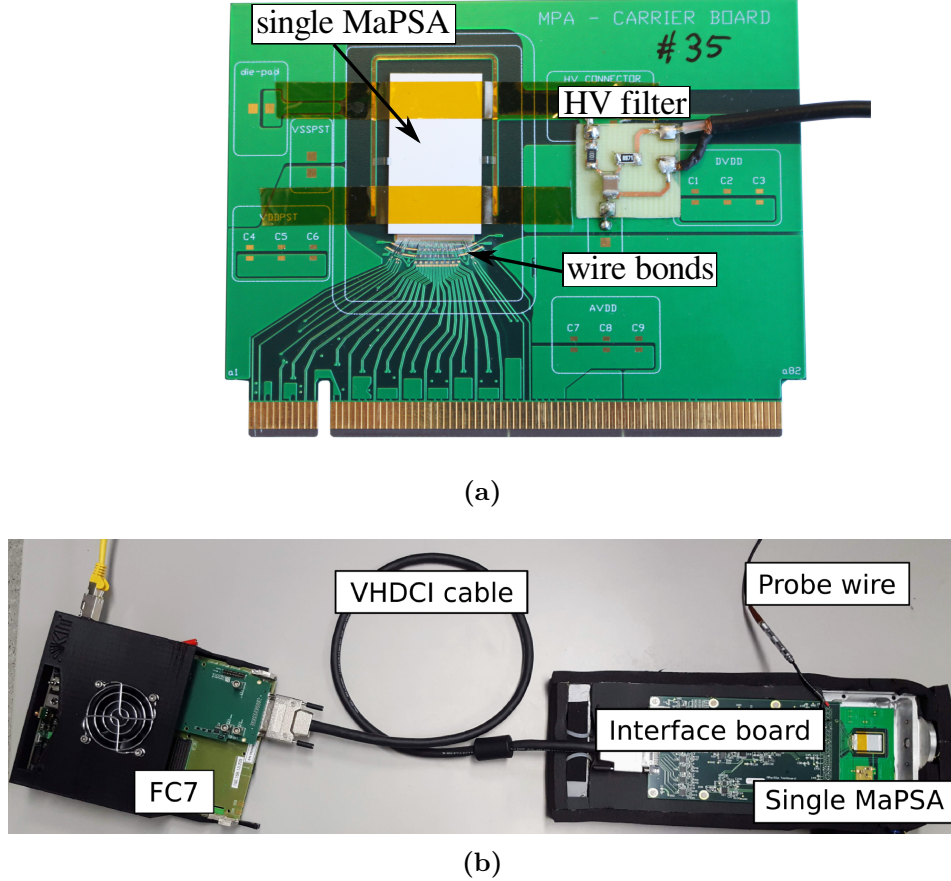 single MaPSA
MPA - CARRIER BOARD
#35
die-pad
HV CONNECTOR
HV filter
VSSPST
DVDD
C1 C2 C3
VDDPST
C4 C5 C6
wire bonds
AVDD
C7 C8 C9
a1
a82
(a)
VHDCI cable
Probe wire
Interface board
FC7
Single MaPSA
(b)